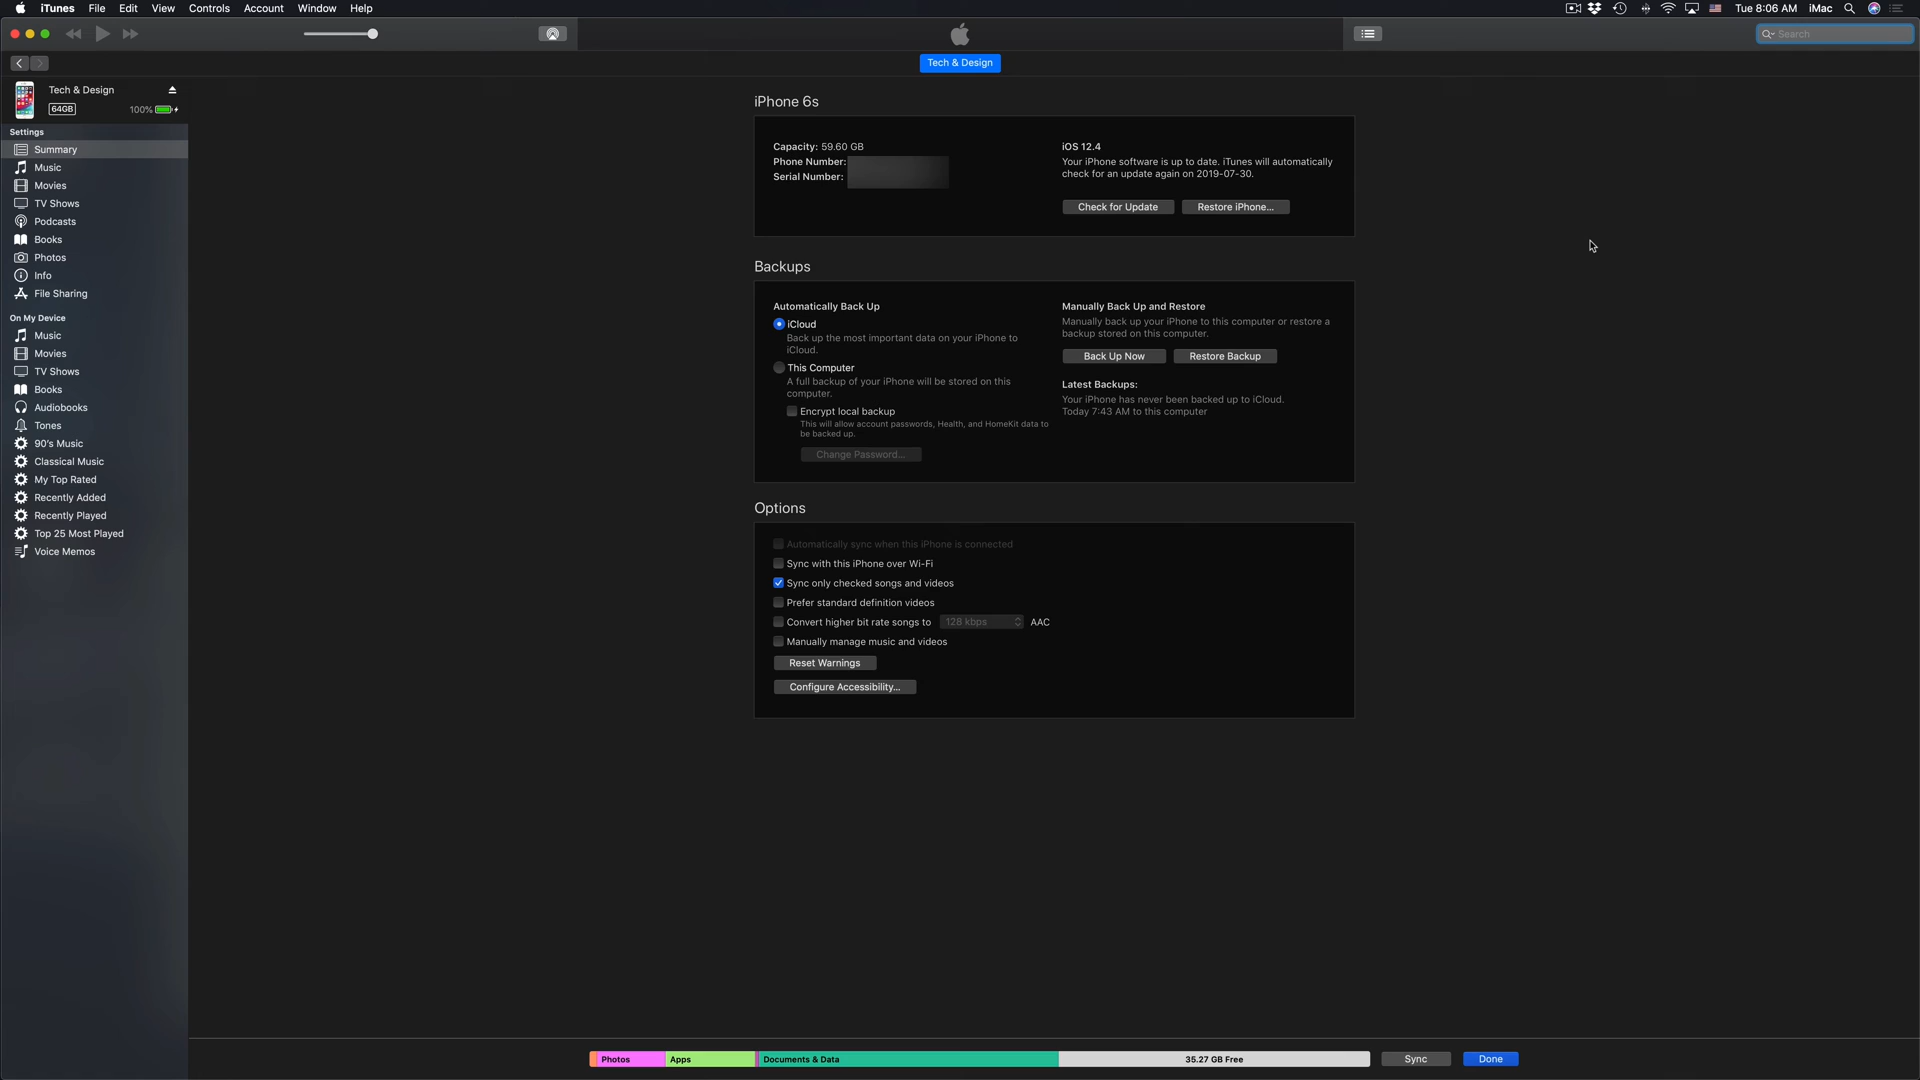 iTunes File Edit View Controls Account Window Help
Tue 8:06 AM iMac
Search
Tech & Design
Tech & Design
64GB
100%
Settings
Summary
Music
Movies
TV Shows
Podcasts
Books
Photos
Info
File Sharing
On My Device
Music
Movies
TV Shows
Books
Audiobooks
Tones
90's Music
Classical Music
My Top Rated
Recently Added
Recently Played
Top 25 Most Played
Voice Memos
iPhone 6s
Capacity: 59.60 GB
Phone Number:
Serial Number:
iOS 12.4
Your iPhone software is up to date. iTunes will automatically
check for an update again on 2019-07-30.
Check for Update
Restore iPhone...
Backups
Automatically Back Up
iCloud
Back up the most important data on your iPhone to
iCloud.
This Computer
A full backup of your iPhone will be stored on this
computer.
Encrypt local backup
This will allow account passwords, Health, and HomeKit data to
be backed up.
Change Password...
Manually Back Up and Restore
Manually back up your iPhone to this computer or restore a
backup stored on this computer.
Back Up Now
Restore Backup
Latest Backups:
Your iPhone has never been backed up to iCloud.
Today 7:43 AM to this computer
Options
Automatically sync when this iPhone is connected
Sync with this iPhone over Wi-Fi
Sync only checked songs and videos
Prefer standard definition videos
Convert higher bit rate songs to 128 kbps AAC
Manually manage music and videos
Reset Warnings
Configure Accessibility...
Photos
Apps
Documents & Data
35.27 GB Free
Sync
Done